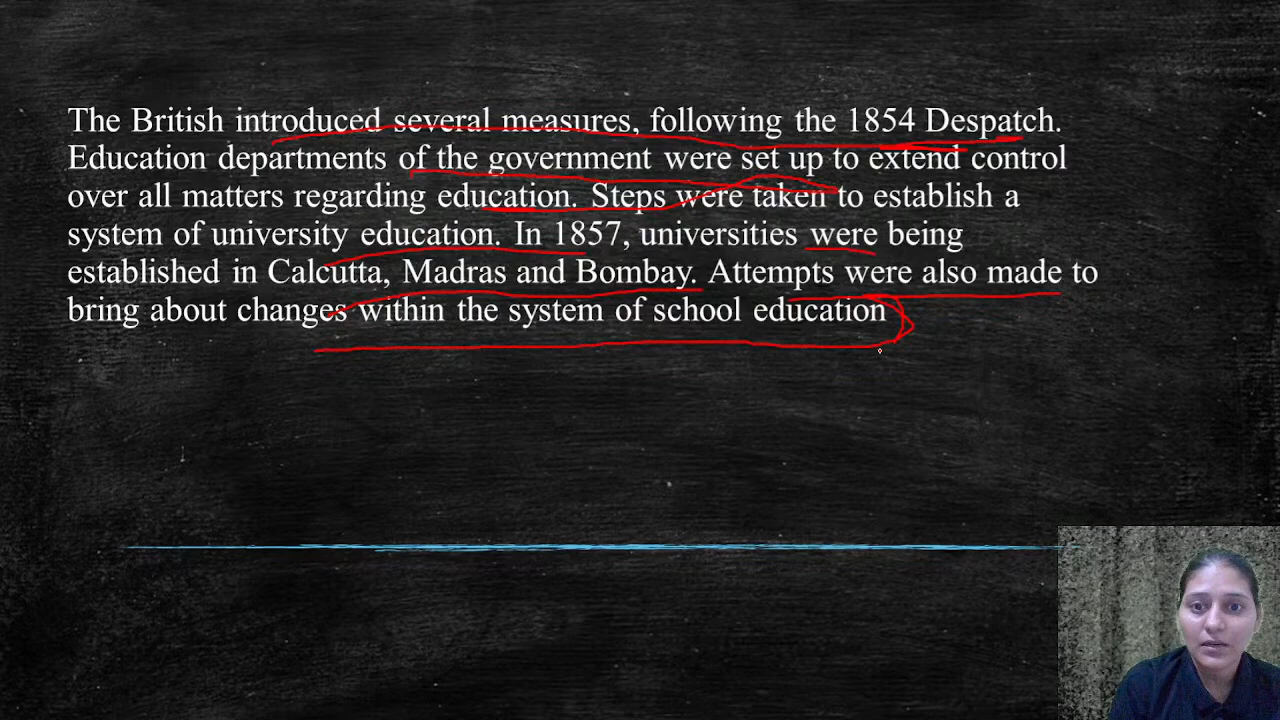 The British introduced several measures, following the 1854 Despatch.
Education departments of the government were set up to extend control
over all matters regarding education. Steps were taken to establish a
system of university education. In 1857, universities were being
established in Calcutta, Madras and Bombay. Attempts were also made to
bring about changes within the system of school education